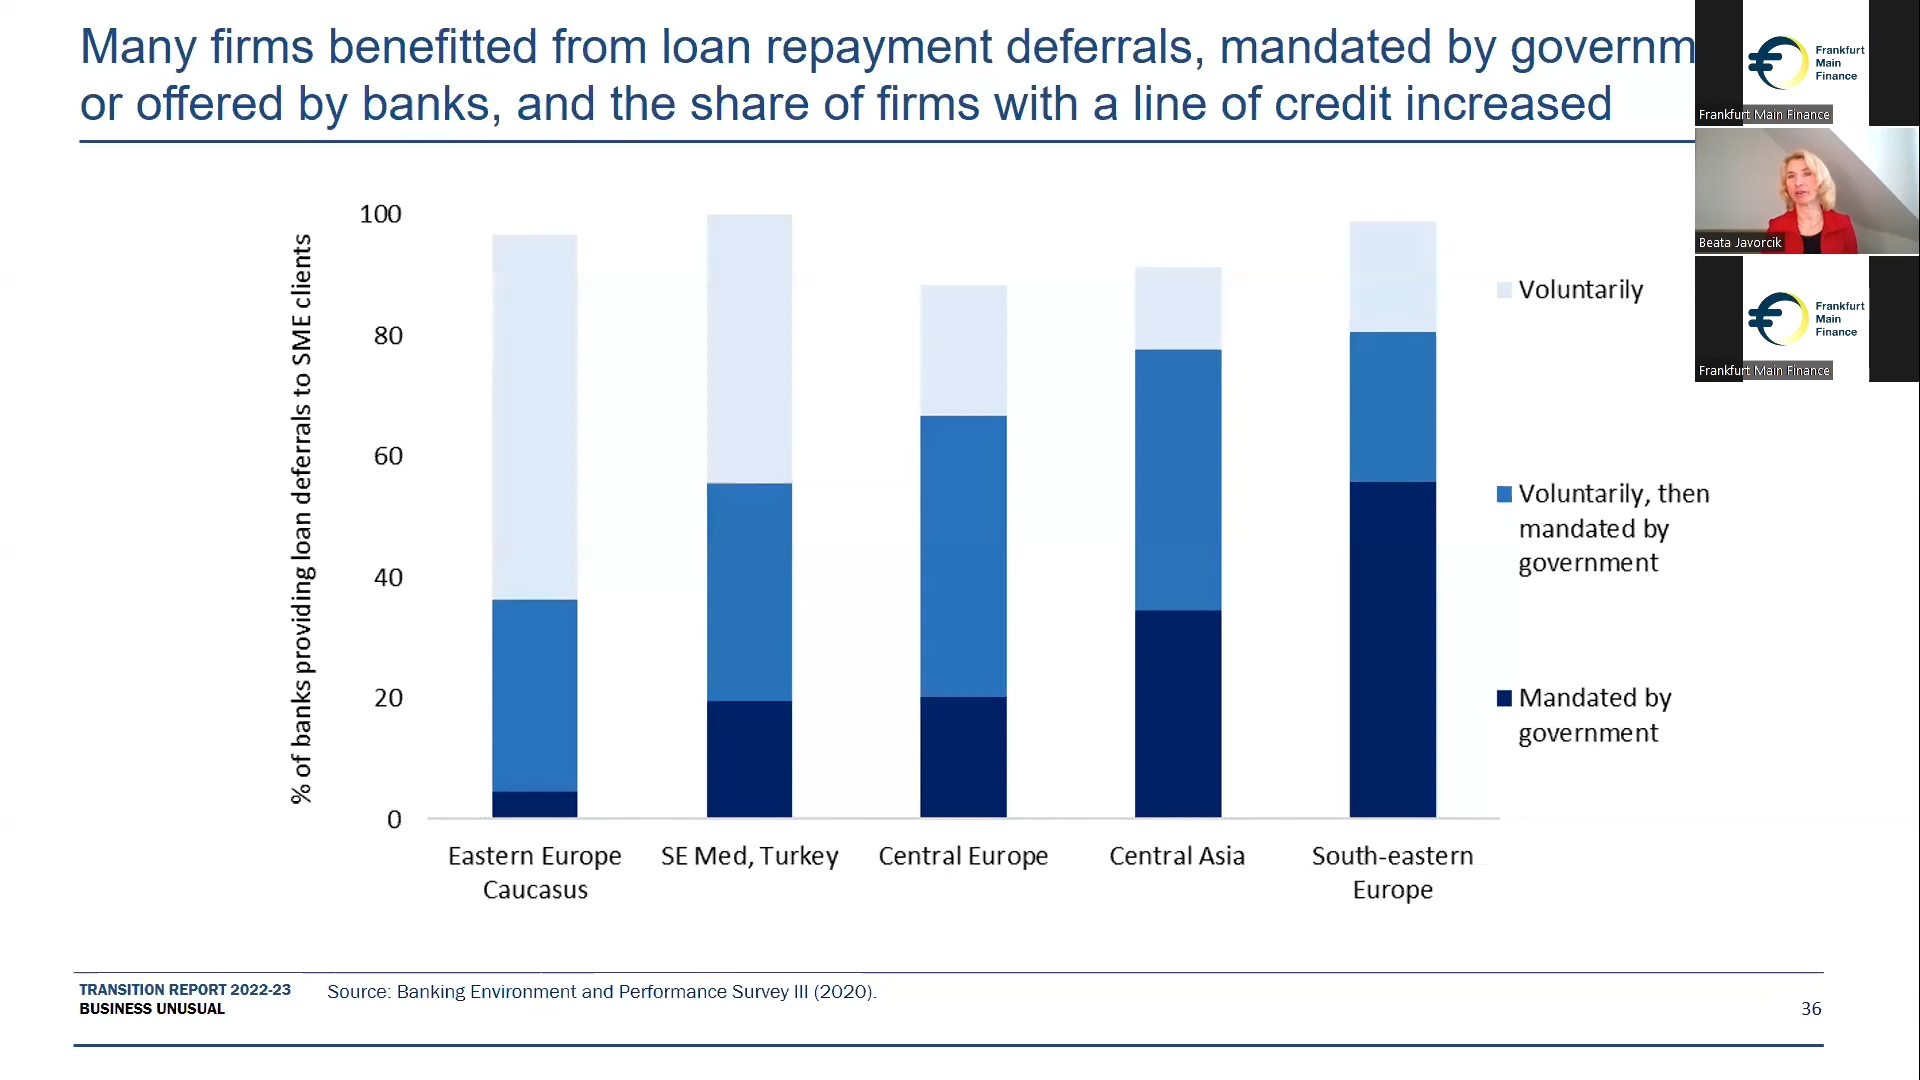 Many firms benefitted from loan repayment deferrals, mandated by governm
or offered by banks, and the share of firms with a line of credit increased
Frankfurt
Main
Finance
Frankfurt Main Finance
Beata Javorcik
Frankfurt
Main
Finance
Frankfurt Main Finance
% of banks providing loan deferrals to SME clients
100
80
60
40
20
0
Eastern Europe
Caucasus
SE Med, Turkey
Central Europe
Central Asia
South-eastern
Europe
Voluntarily
Voluntarily, then
mandated by
government
Mandated by
government
TRANSITION REPORT 2022-23
BUSINESS UNUSUAL
Source: Banking Environment and Performance Survey III (2020).
36